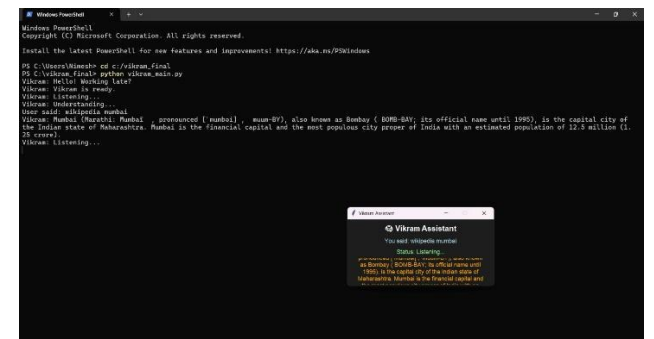 Windows PowerShell
Windows PowerShell
Copyright (C) Microsoft Corporation. All rights reserved.
Install the latest PowerShell for new features and improvements! https://aka.ms/PSWindows
PS C:\Users\Nimesh> cd c:/vikram_final
PS C:\vikram_final> python vikram_main.py
Vikram: Hello! Working late?
Vikram: Vikram is ready.
Vikram: Listening...
Vikram: Understanding...
User said: wikipedia mumbai
Vikram: Mumbai (Marathi: Mumbaī , pronounced ['mumbəi] , muum-BY), also known as Bombay ( BOMB-BAY; its official name until 1995), is the capital city of
the Indian state of Maharashtra. Mumbai is the financial capital and the most populous city proper of India with an estimated population of 12.5 million (1.
25 crore).
Vikram: Listening...
Vikram Assistant
Vikram Assistant
You said: wikipedia mumbai
Status: Listening...
as Bombay ( BOMB-BAY; its official name until
1995), is the capital city of the Indian state of
Maharashtra. Mumbai is the financial capital and